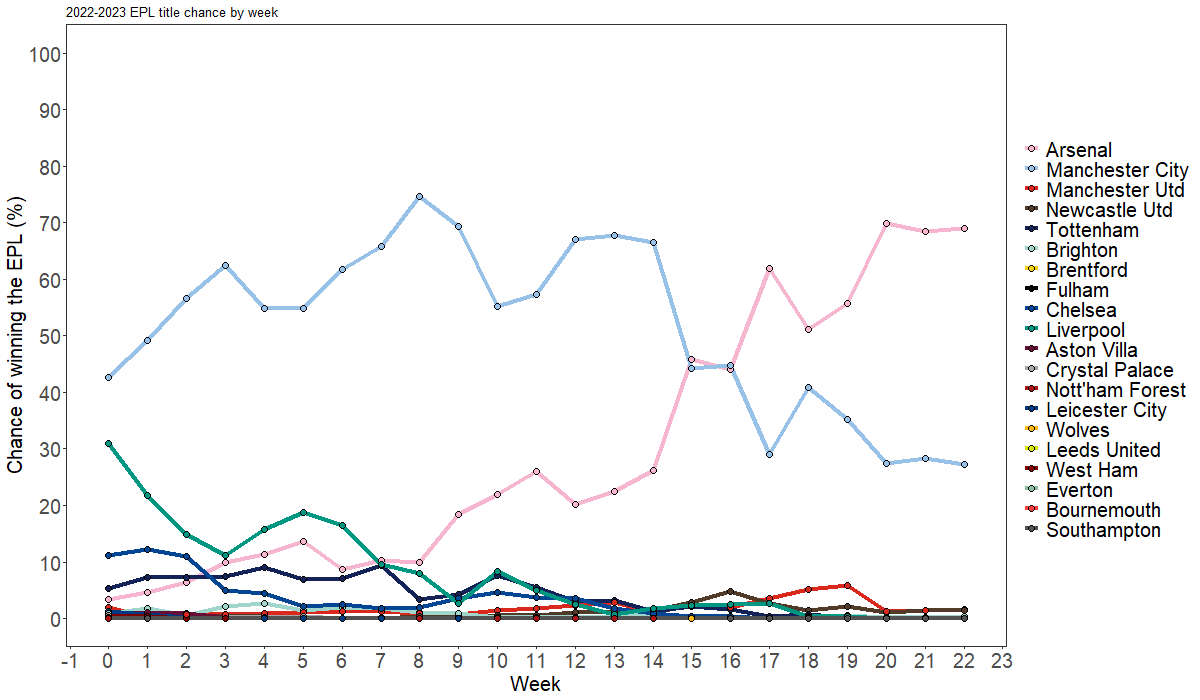 2022-2023 EPL title chance by week
Chance of winning the EPL (%)
100
90
80
70
60
50
40
30
20
10
0
-1 0 1 2 3 4 5 6 7 8 9 10 11 12 13 14 15 16 17 18 19 20 21 22 23
Week
Arsenal
Manchester City
Manchester Utd
Newcastle Utd
Tottenham
Brighton
Brentford
Fulham
Chelsea
Liverpool
Aston Villa
Crystal Palace
Nott'ham Forest
Leicester City
Wolves
Leeds United
West Ham
Everton
Bournemouth
Southampton